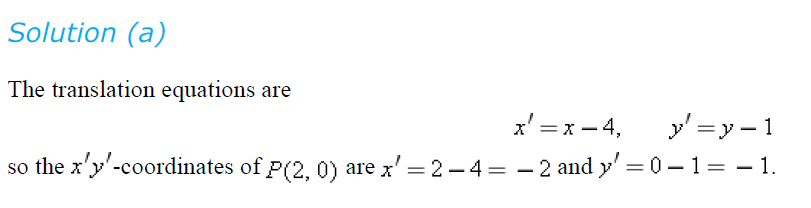 Solution (a)
The translation equations are
x′ = x − 4,  y′ = y − 1
so the x′y′-coordinates of P(2, 0) are x′ = 2 − 4 = − 2 and y′ = 0 − 1 = − 1.